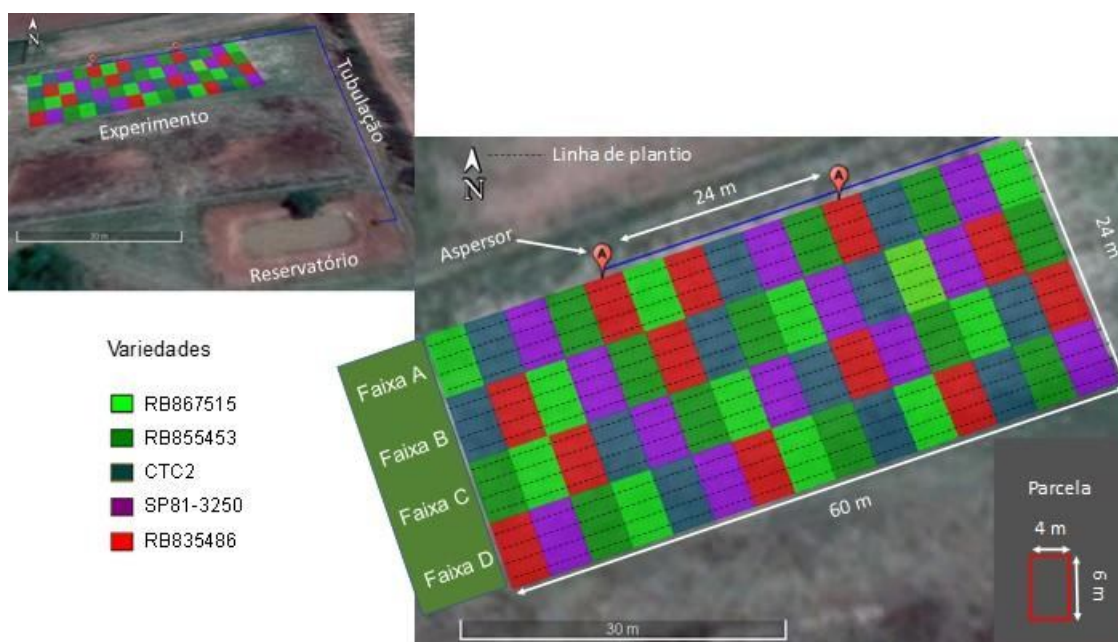 N
Tubulação
Experimento
Reservatório
N
Linha de plantio
24 m
A
A
Aspersor
24 m
Variedades
RB867515
RB855453
CTC2
SP81-3250
RB835486
Faixa A
Faixa B
Faixa C
Faixa D
60 m
Parcela
4 m
6 m
30 m